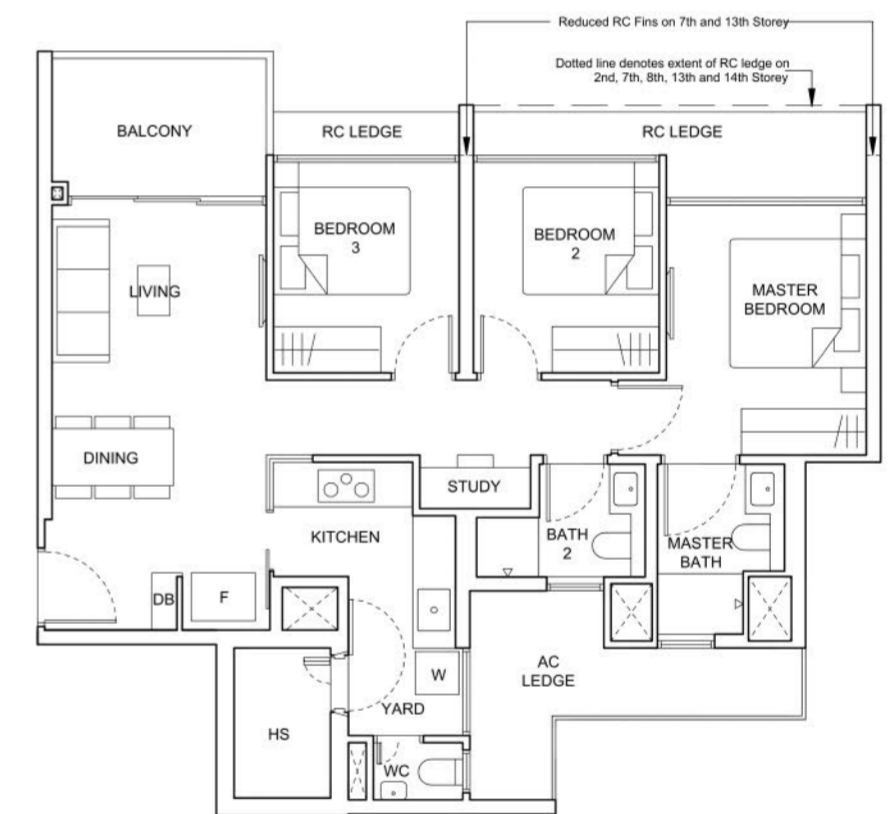 Reduced RC Fins on 7th and 13th Storey
Dotted line denotes extent of RC ledge on
2nd, 7th, 8th, 13th and 14th Storey
BALCONY
RC LEDGE
RC LEDGE
BEDROOM
3
BEDROOM
2
LIVING
MASTER
BEDROOM
DINING
STUDY
KITCHEN
BATH
2
MASTER
BATH
DB
F
W
AC
LEDGE
YARD
HS
WC